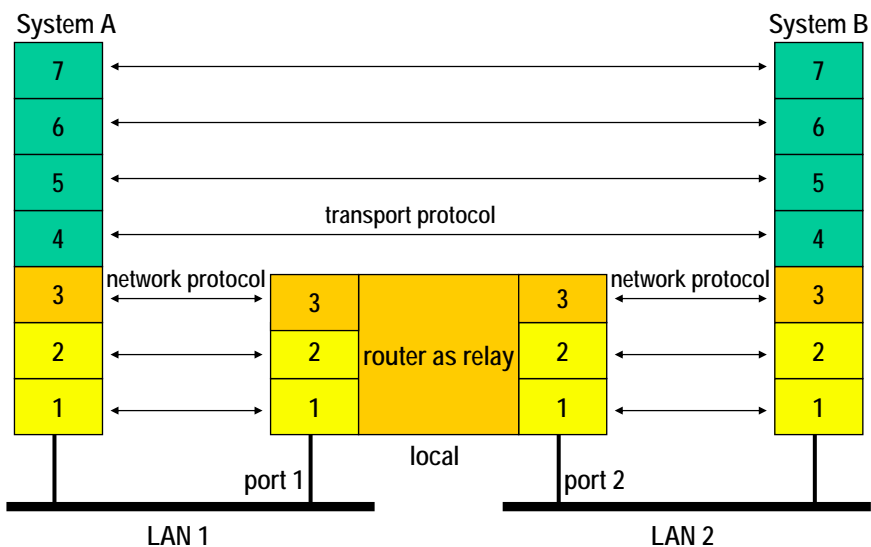 System A System B
7 7
6 6
5 5
transport protocol
4 4
network protocol network protocol
3 3 3 3
2 2 router as relay 2 2
1 1 1 1
local
port 1 port 2
LAN 1 LAN 2